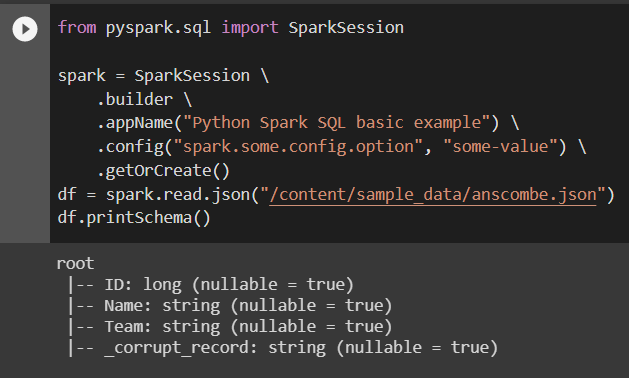 from pyspark.sql import SparkSession
spark = SparkSession \
.builder \
.appName("Python Spark SQL basic example") \
.config("spark.some.config.option", "some-value") \
.getOrCreate()
df = spark.read.json("/content/sample_data/anscombe.json")
df.printSchema()
root
|-- ID: long (nullable = true)
|-- Name: string (nullable = true)
|-- Team: string (nullable = true)
|-- _corrupt_record: string (nullable = true)